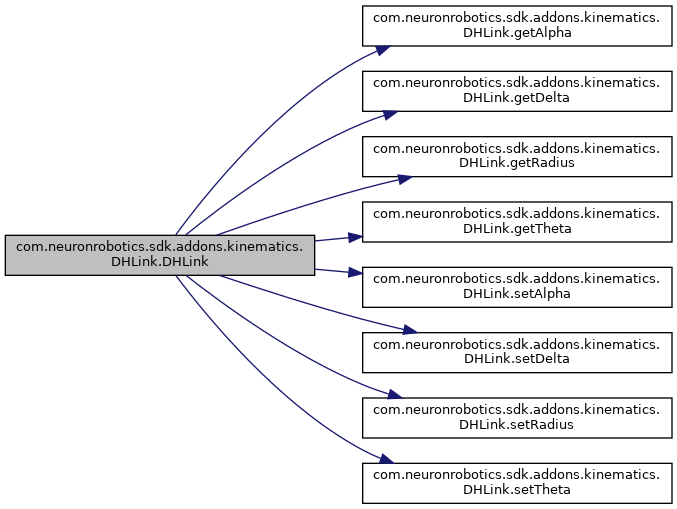 com.neuronrobotics.sdk.addons.kinematics.
DHLink.getAlpha
com.neuronrobotics.sdk.addons.kinematics.
DHLink.getDelta
com.neuronrobotics.sdk.addons.kinematics.
DHLink.getRadius
com.neuronrobotics.sdk.addons.kinematics.
DHLink.getTheta
com.neuronrobotics.sdk.addons.kinematics.
DHLink.DHLink
com.neuronrobotics.sdk.addons.kinematics.
DHLink.setAlpha
com.neuronrobotics.sdk.addons.kinematics.
DHLink.setDelta
com.neuronrobotics.sdk.addons.kinematics.
DHLink.setRadius
com.neuronrobotics.sdk.addons.kinematics.
DHLink.setTheta